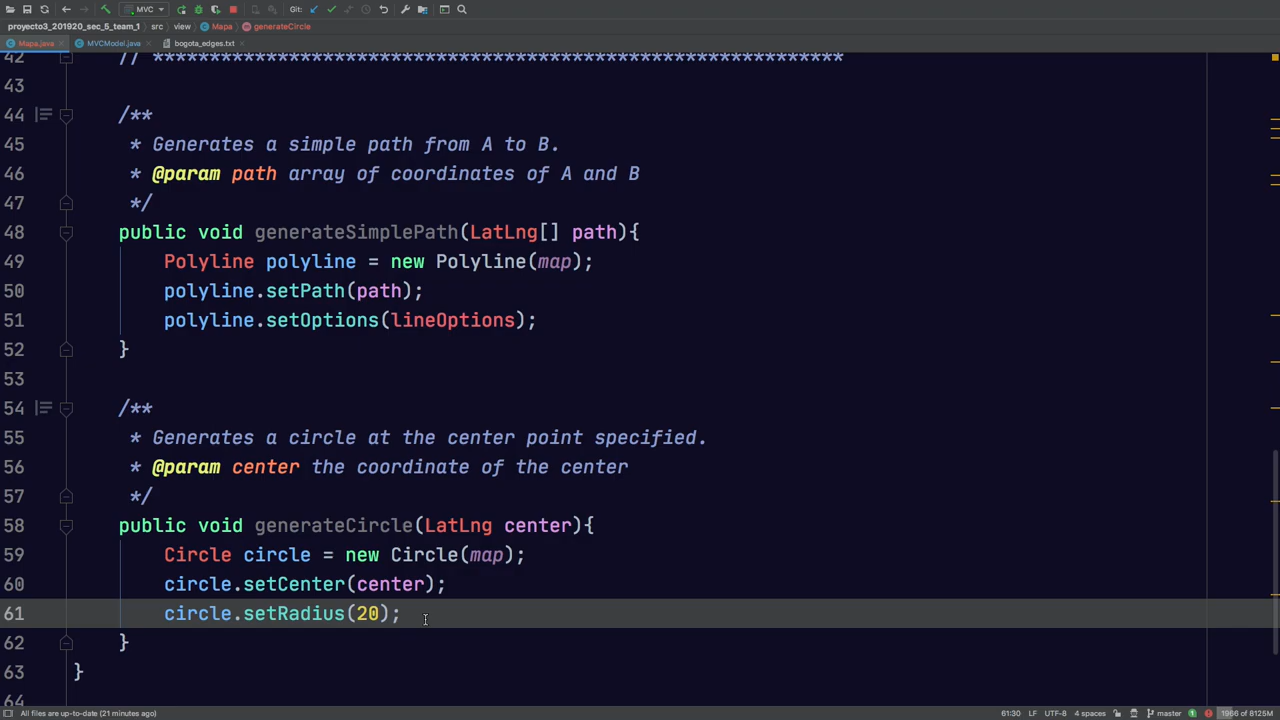 MVC Git:
proyecto3_201920_sec_5_team_1 src view Mapa generateCircle
Mapa.java MVCModel.java bogota_edges.txt
42 // *************************************************************
43
44 /**
45 * Generates a simple path from A to B.
46 * @param path array of coordinates of A and B
47 */
48 public void generateSimplePath(LatLng[] path){
49 Polyline polyline = new Polyline(map);
50 polyline.setPath(path);
51 polyline.setOptions(lineOptions);
52 }
53
54 /**
55 * Generates a circle at the center point specified.
56 * @param center the coordinate of the center
57 */
58 public void generateCircle(LatLng center){
59 Circle circle = new Circle(map);
60 circle.setCenter(center);
61 circle.setRadius(20);
62 }
63 }
64
All files are up-to-date (21 minutes ago) 61:30 LF UTF-8 4 spaces master 1966 of 8125M